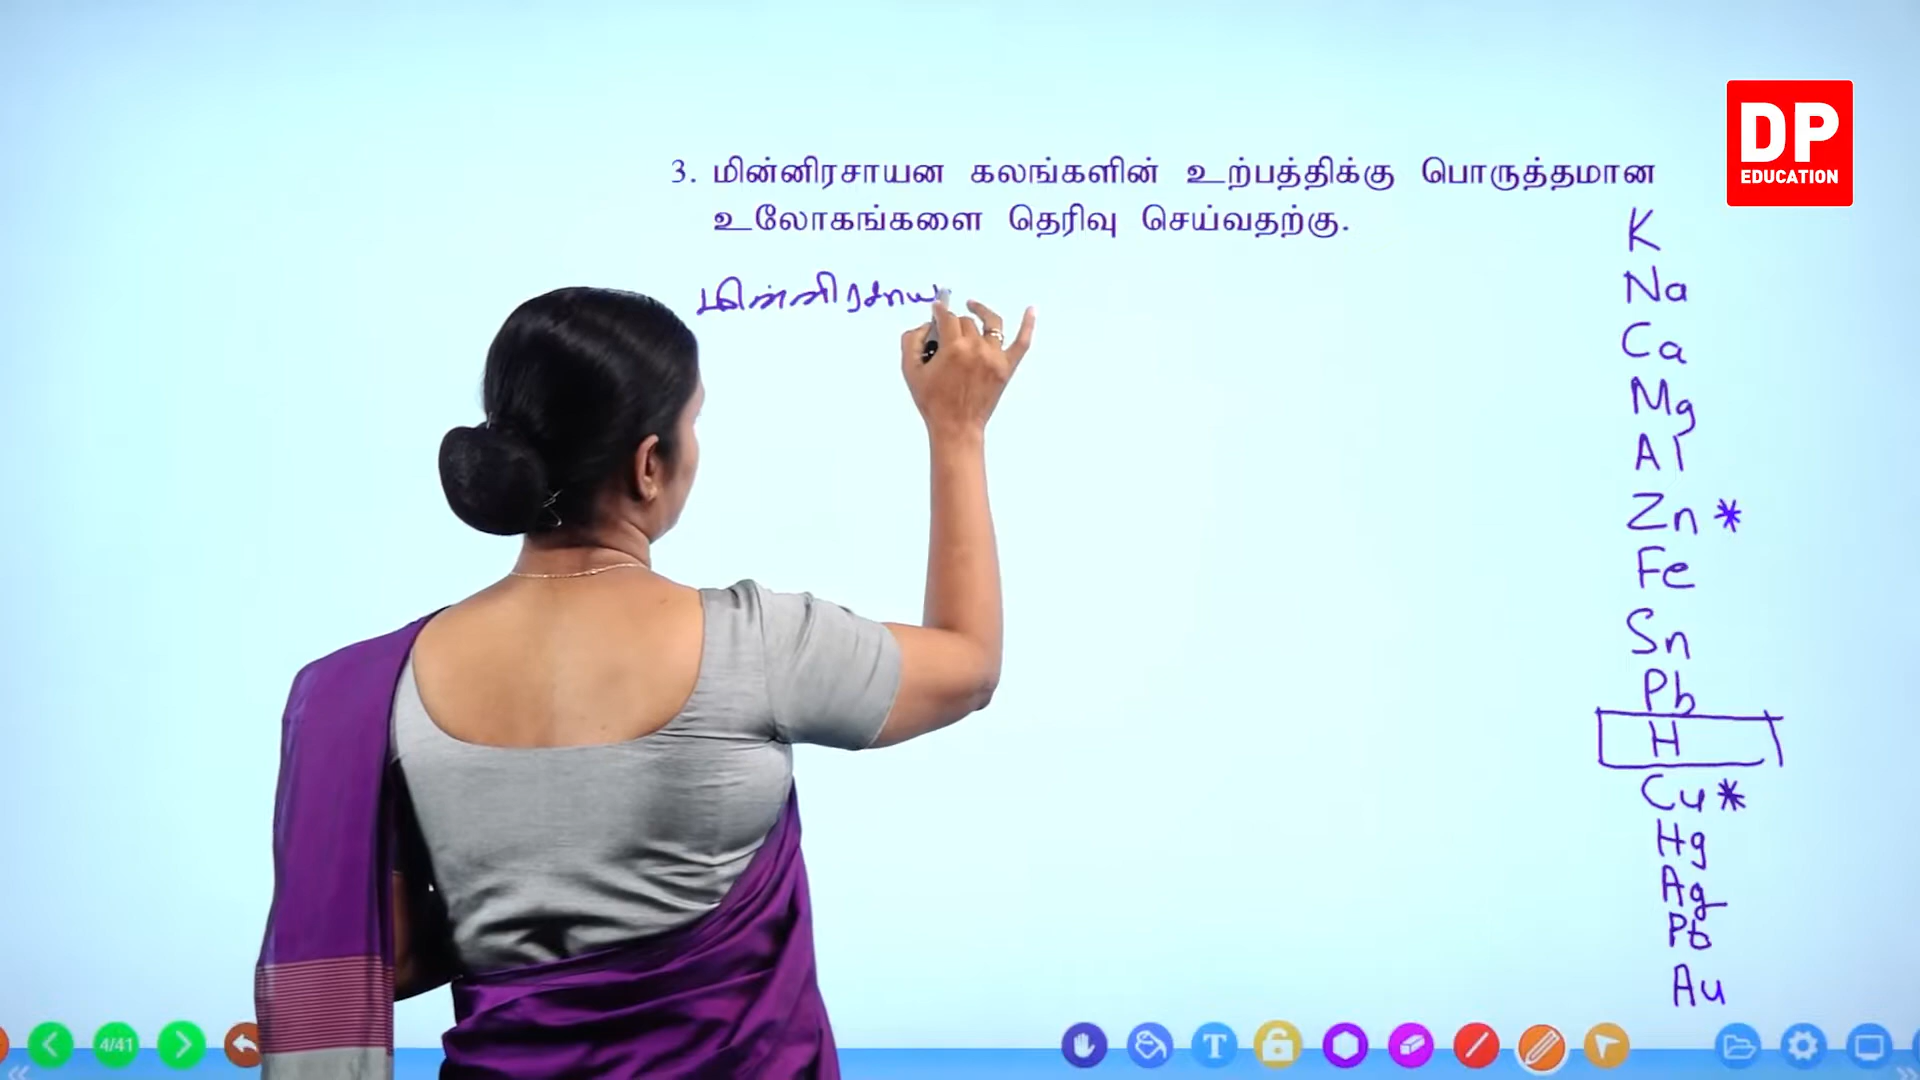 DP
EDUCATION
3. மின்னிரசாயன கலங்களின் உற்பத்திக்கு பொருத்தமான
உலோகங்களை தெரிவு செய்வதற்கு.
மின்னிரசாய
K
Na
Ca
Mg
Al
Zn *
Fe
Sn
Pb
H
Cu *
Hg
Ag
Pt
Au
4/41
T